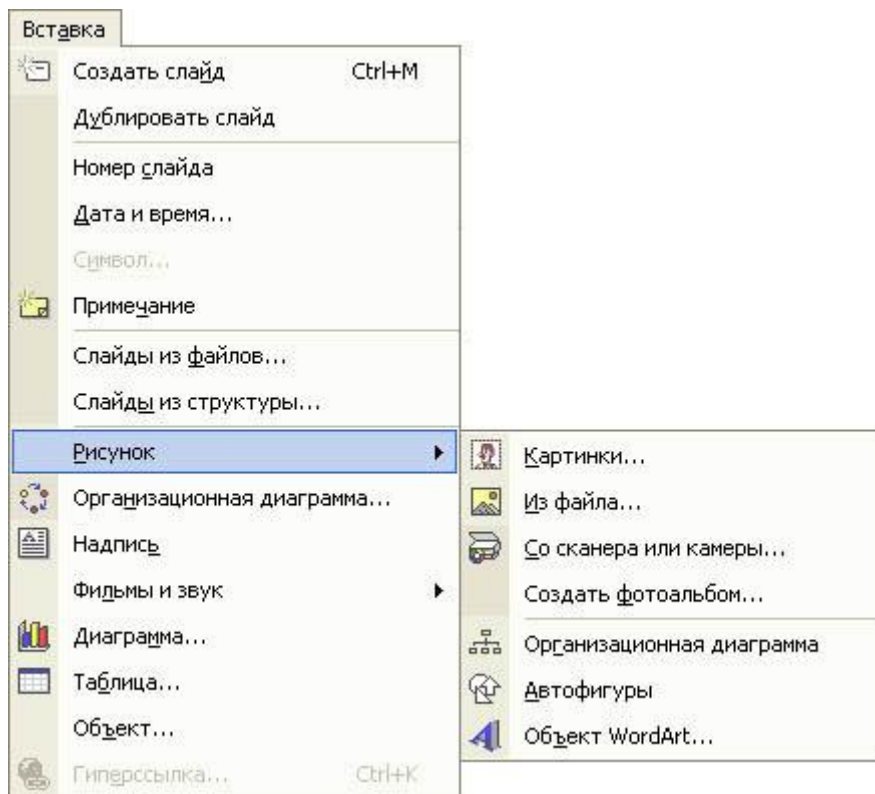 Вставка
Создать слайд Ctrl+M
Дублировать слайд
Номер слайда
Дата и время...
Символ...
Примечание
Слайды из файлов...
Слайды из структуры...
Рисунок
Организационная диаграмма...
Надпись
Фильмы и звук
Диаграмма...
Таблица...
Объект...
Гиперссылка... Ctrl+K
Картинки...
Из файла...
Со сканера или камеры...
Создать фотоальбом...
Организационная диаграмма
Автофигуры
Объект WordArt...